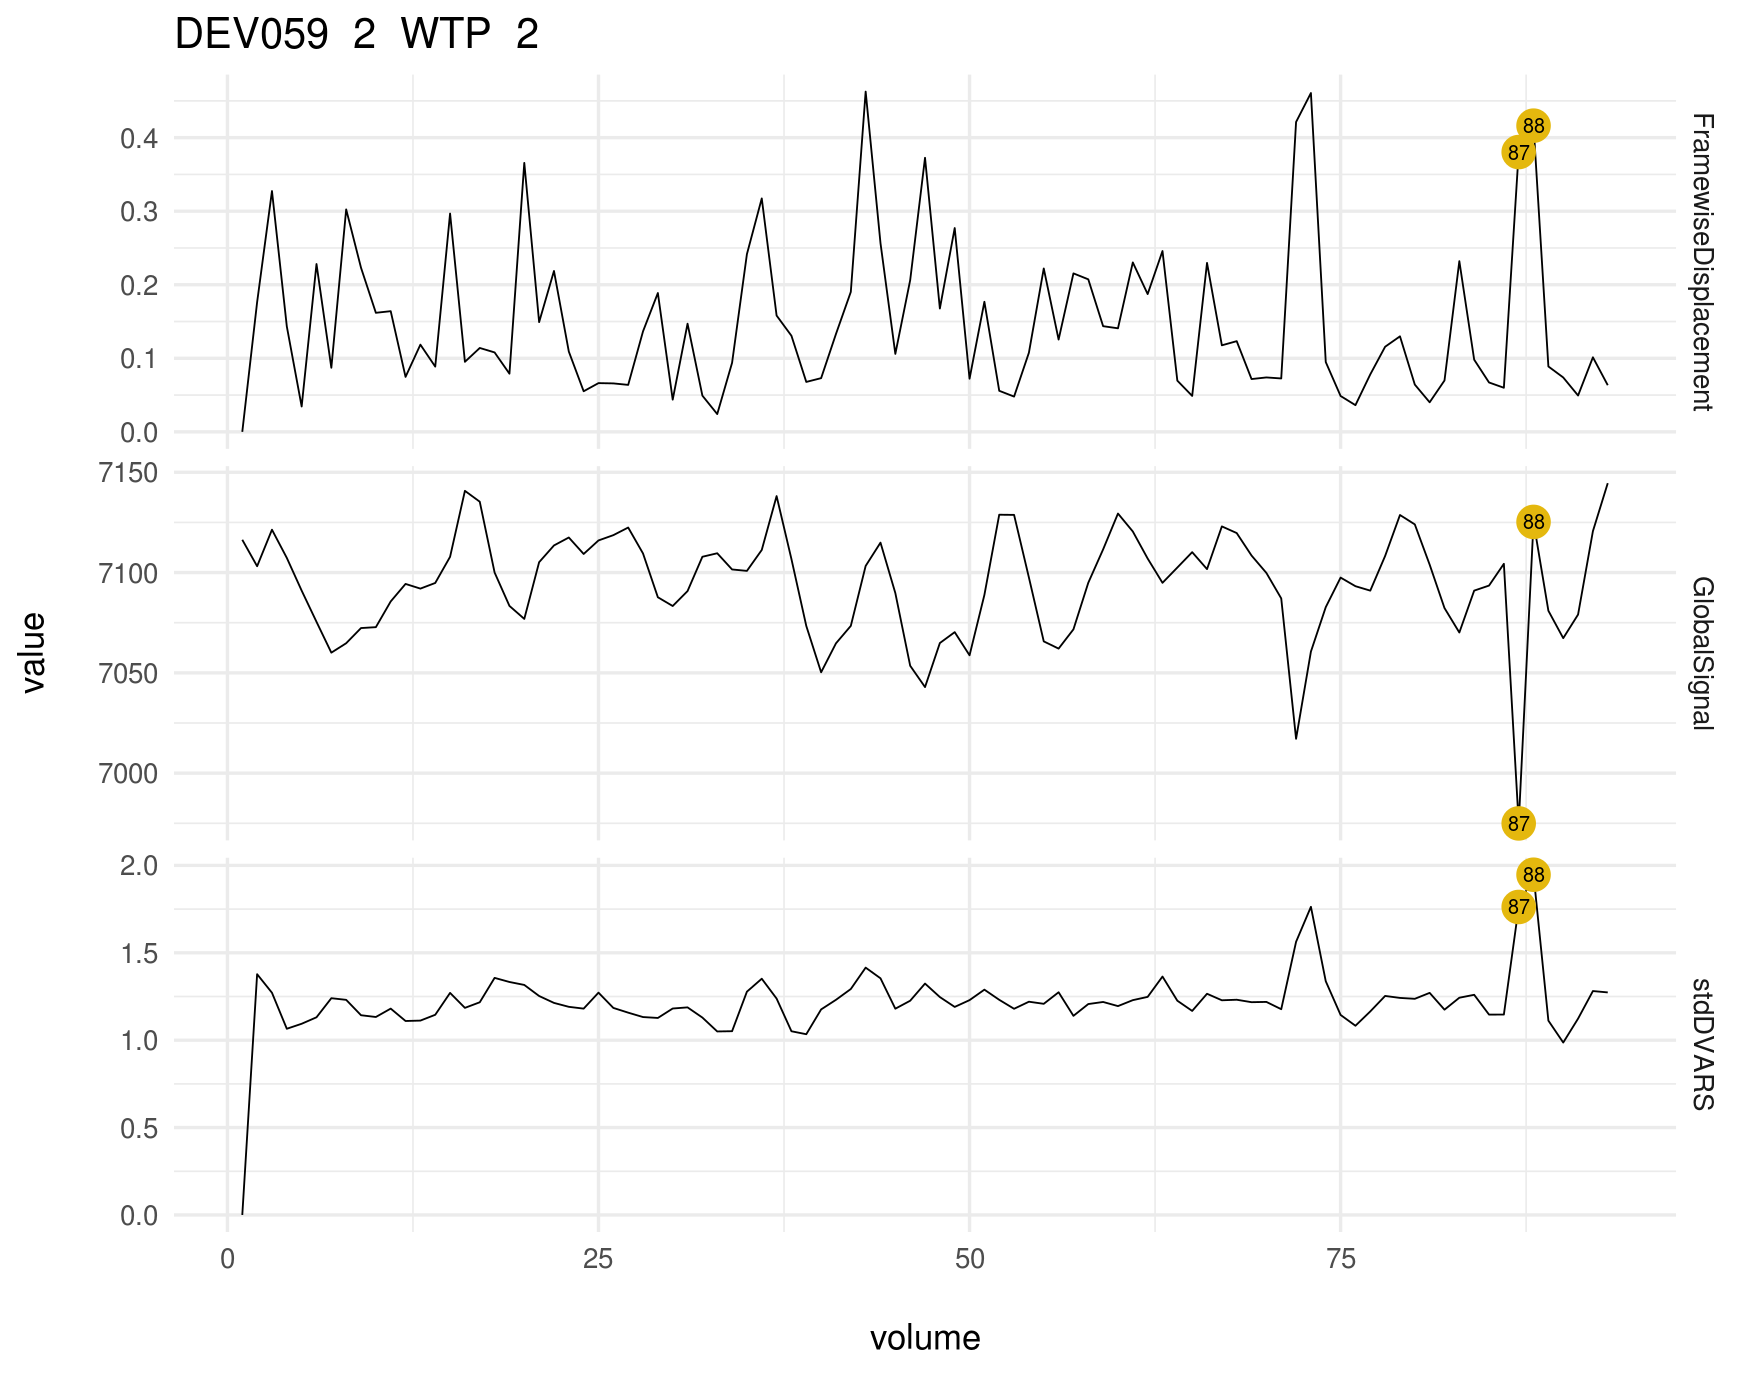 DEV059 2 WTP 2
0.4
0.3
0.2
0.1
0.0
88
87
FramewiseDisplacement
7150
7100
7050
7000
88
87
GlobalSignal
value
2.0
1.5
1.0
0.5
0.0
88
87
stdDVARS
0 25 50 75
volume